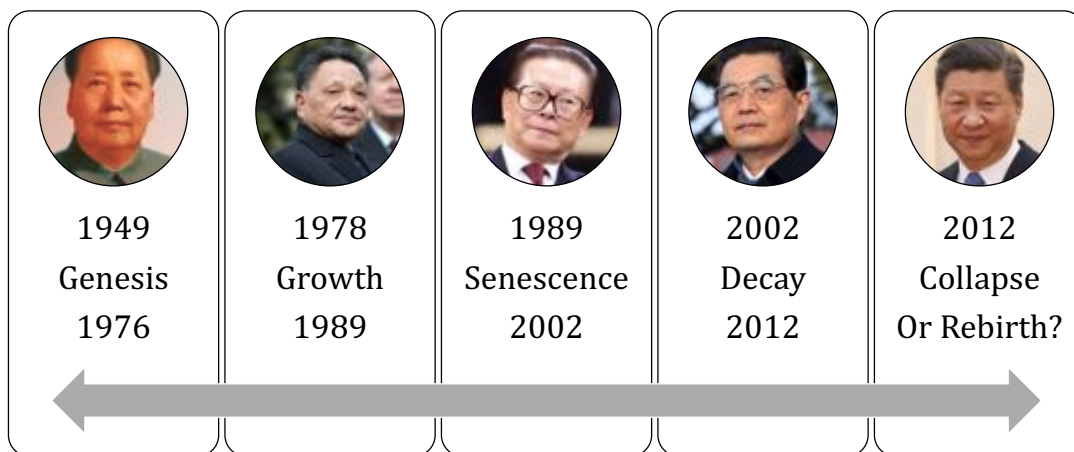 1949
Genesis
1976
1978
Growth
1989
1989
Senescence
2002
2002
Decay
2012
2012
Collapse
Or Rebirth?